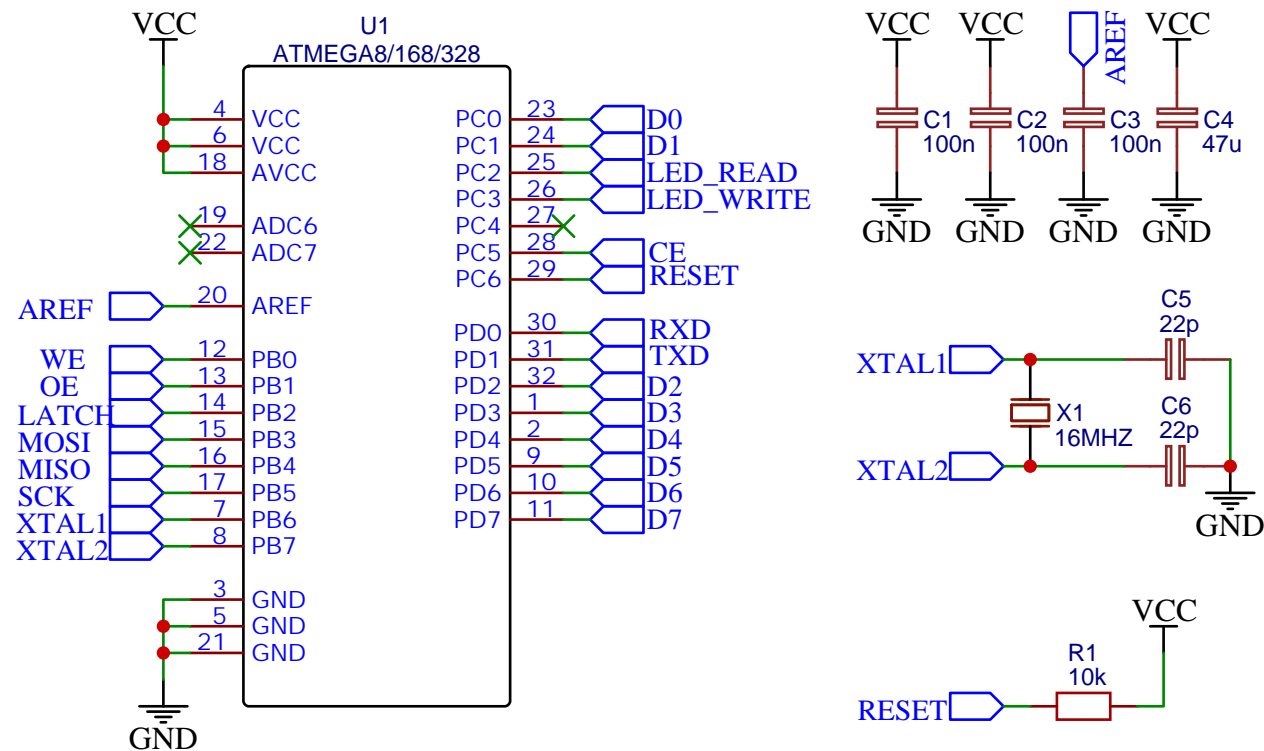 VCC
U1
ATMEGA8/168/328
4 VCC
6 VCC
18 AVCC
19 ADC6
22 ADC7
AREF 20 AREF
WE 12 PB0
OE 13 PB1
LATCH 14 PB2
MOSI 15 PB3
MISO 16 PB4
SCK 17 PB5
XTAL1 7 PB6
XTAL2 8 PB7
3 GND
5 GND
21 GND
GND
PC0 23 D0
PC1 24 D1
PC2 25 LED_READ
PC3 26 LED_WRITE
PC4 27
PC5 28 CE
PC6 29 RESET
PD0 30 RXD
PD1 31 TXD
PD2 32 D2
PD3 1 D3
PD4 2 D4
PD5 9 D5
PD6 10 D6
PD7 11 D7
VCC VCC AREF VCC
C1 C2 C3 C4
100n 100n 100n 47u
GND GND GND GND
C5
22p
XTAL1
X1
16MHZ
C6
22p
XTAL2
GND
VCC
R1
10k
RESET